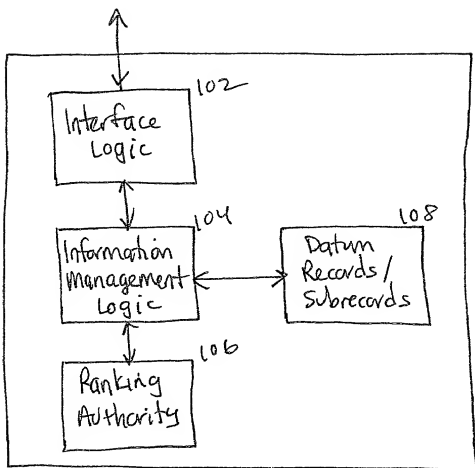 102
Interface
Logic
104
Information
Management
Logic
108
Datum
Records/
Subrecords
106
Ranking
Authority